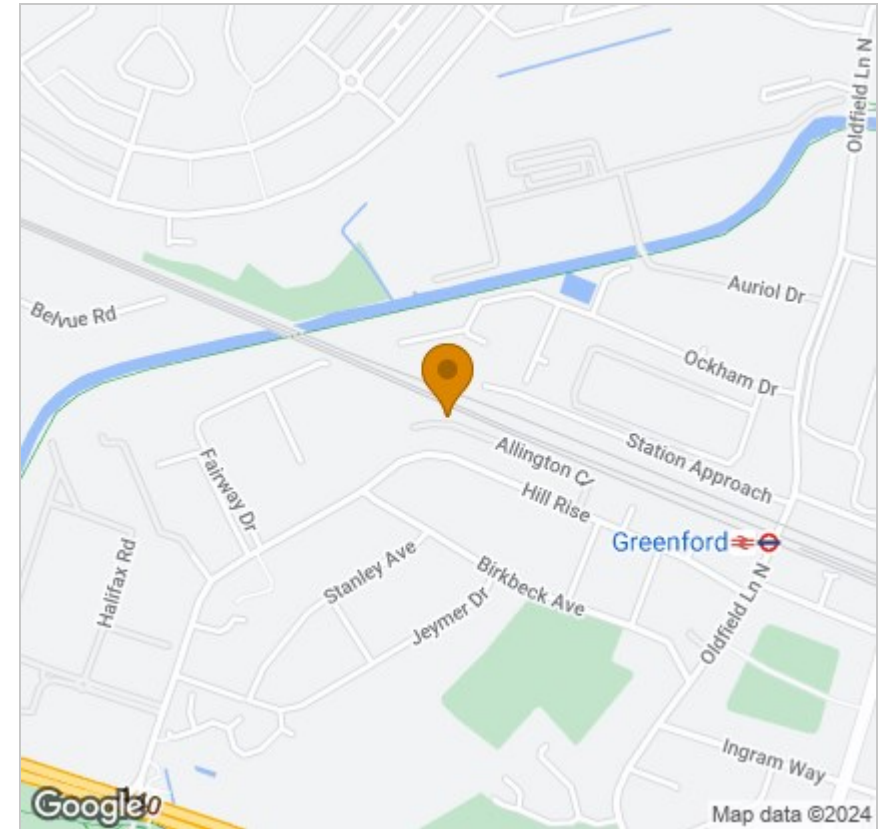 Oldfield Ln N
Auriol Dr
Belvue Rd
Ockham Dr
Station Approach
Allington C
Hill Rise
Fairway Dr
Greenford
Stanley Ave
Birkbeck Ave
Halifax Rd
Jeymer Dr
Oldfield Ln N
Ingram Way
Google
Map data ©2024